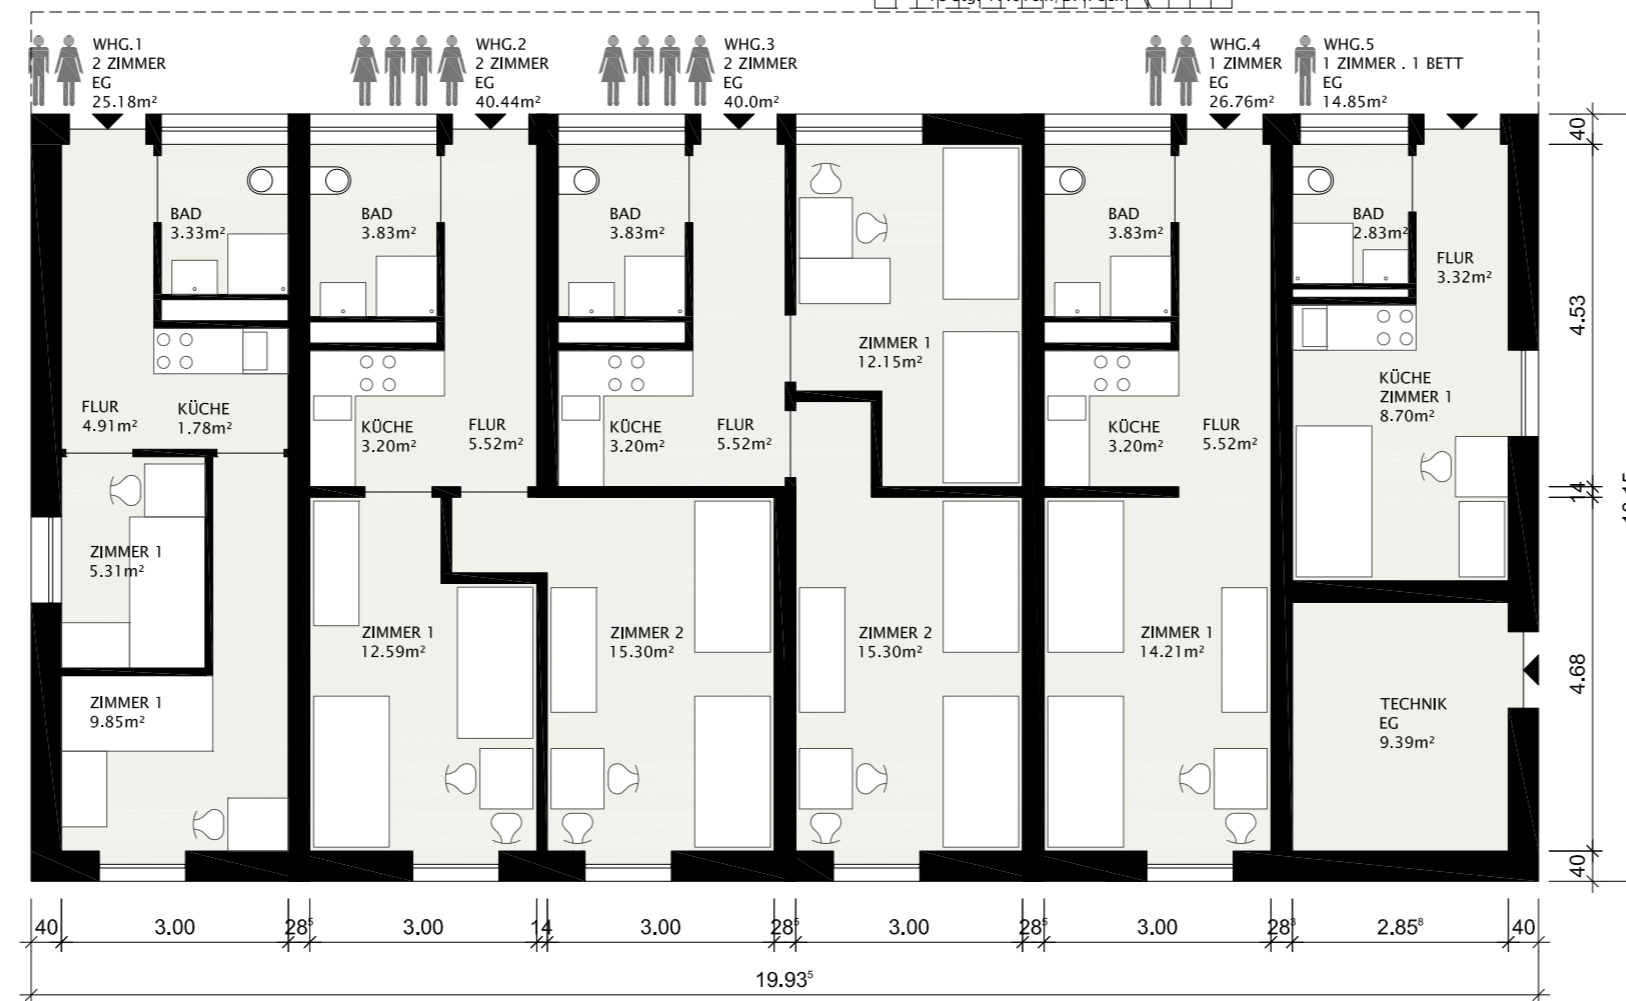 WHG.1
2 ZIMMER
EG
25.18m²
WHG.2
2 ZIMMER
EG
40.44m²
WHG.3
2 ZIMMER
EG
40.0m²
WHG.4
1 ZIMMER
EG
26.76m²
WHG.5
1 ZIMMER . 1 BETT
EG
14.85m²
BAD
3.33m²
BAD
3.83m²
BAD
3.83m²
BAD
3.83m²
BAD
2.83m²
FLUR
3.32m²
ZIMMER 1
12.15m²
FLUR
4.91m²
KÜCHE
1.78m²
KÜCHE
3.20m²
FLUR
5.52m²
KÜCHE
3.20m²
FLUR
5.52m²
KÜCHE
3.20m²
FLUR
5.52m²
KÜCHE
ZIMMER 1
8.70m²
ZIMMER 1
5.31m²
ZIMMER 1
12.59m²
ZIMMER 2
15.30m²
ZIMMER 2
15.30m²
ZIMMER 1
14.21m²
ZIMMER 1
9.85m²
TECHNIK
EG
9.39m²
40
4.53
14
4.68
40
40 3.00 28⁵ 3.00 14 3.00 28⁵ 3.00 28⁵ 3.00 28³ 2.85⁸ 40
19.93⁵